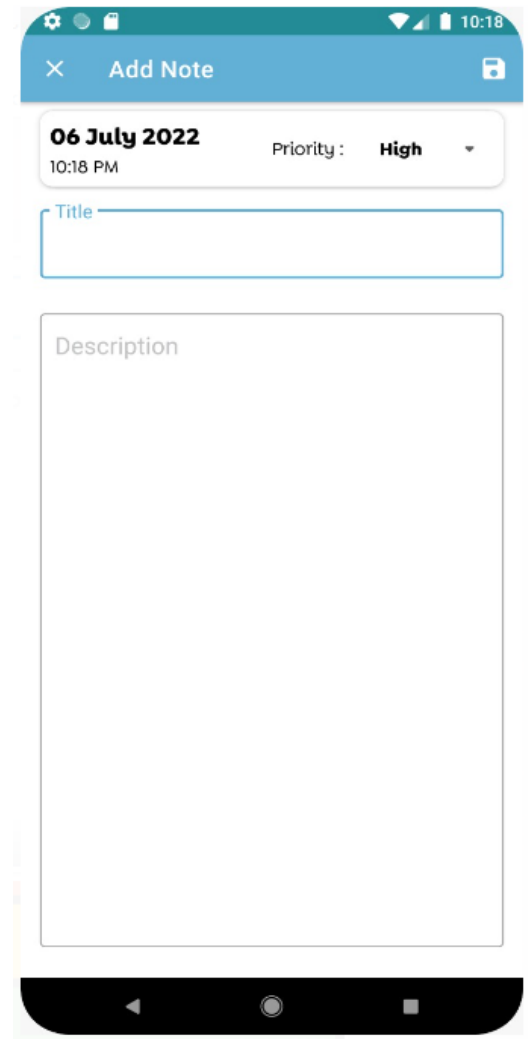 10:18
Add Note
06 July 2022
10:18 PM
Priority :
High
Title
Description